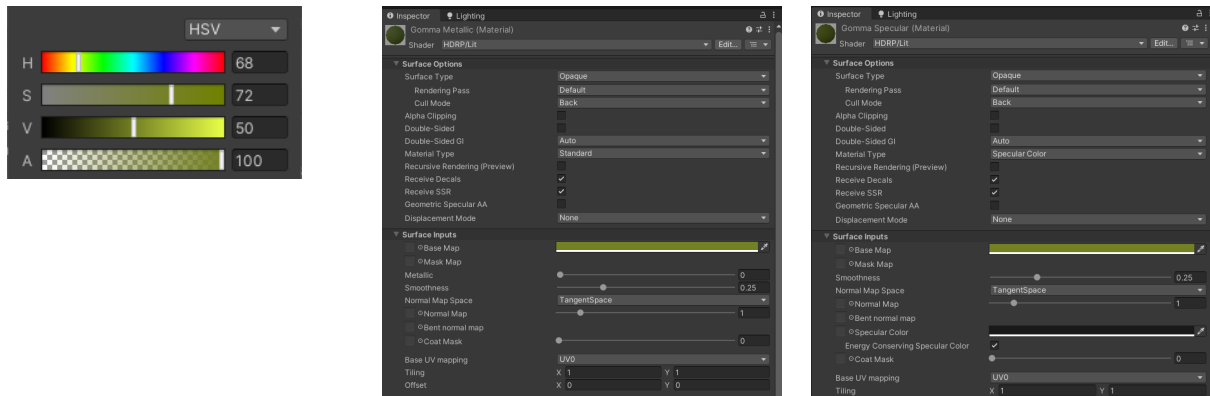 HSV
H 68
S 72
V 50
A 100
Inspector Lighting
Gomma Metallic (Material)
Shader HDRP/Lit Edit...
Surface Options
Surface Type Opaque
Rendering Pass Default
Cull Mode Back
Alpha Clipping
Double-Sided
Double-Sided GI Auto
Material Type Standard
Recursive Rendering (Preview)
Receive Decals
Receive SSR
Geometric Specular AA
Displacement Mode None
Surface Inputs
Base Map
Mask Map
Metallic 0
Smoothness 0.25
Normal Map Space TangentSpace
Normal Map 1
Bent normal map
Coat Mask 0
Base UV mapping UV0
Tiling X 1 Y 1
Offset X 0 Y 0
Inspector Lighting
Gomma Specular (Material)
Shader HDRP/Lit Edit...
Surface Options
Surface Type Opaque
Rendering Pass Default
Cull Mode Back
Alpha Clipping
Double-Sided
Double-Sided GI Auto
Material Type Specular Color
Recursive Rendering (Preview)
Receive Decals
Receive SSR
Geometric Specular AA
Displacement Mode None
Surface Inputs
Base Map
Mask Map
Smoothness 0.25
Normal Map Space TangentSpace
Normal Map 1
Bent normal map
Specular Color
Energy Conserving Specular Color
Coat Mask 0
Base UV mapping UV0
Tiling X 1 Y 1